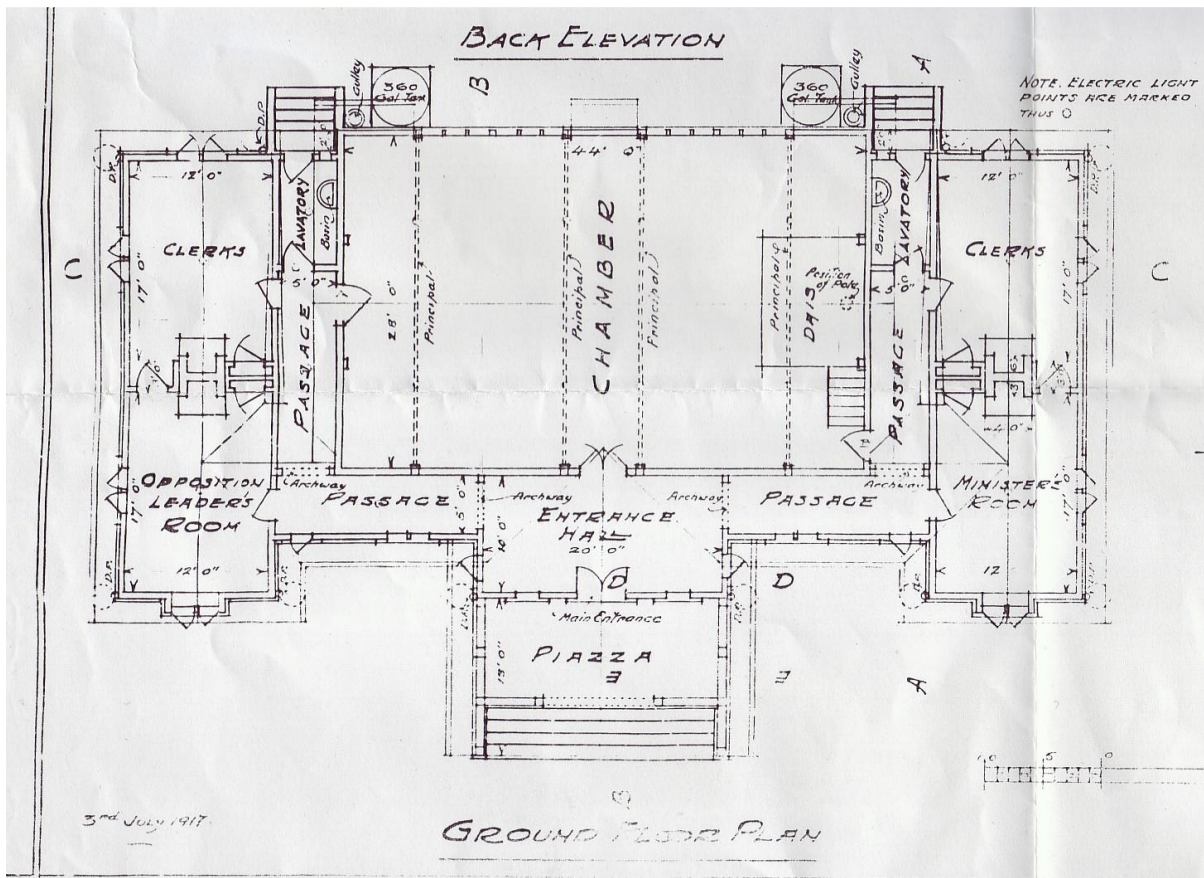 BACK ELEVATION
NOTE. ELECTRIC LIGHT
POINTS ARE MARKED
THUS O
A
B
Gulley
360
Gal. Tank
360
Gal. Tank
Gulley
D.P.
D.P.
12' 0"
CLERKS
17' 0"
C
LAVATORY
Basin
5' 0"
PASSAGE
44' 0"
28' 0"
CHAMBER
Principal
Principal
Principal
Principal
DAIS
Position
of Pole
Basin
LAVATORY
5' 0"
PASSAGE
12' 0"
CLERKS
17' 0"
C
4' 0"
OPPOSITION
LEADER'S
ROOM
17' 0"
12' 0"
D.P.
Archway
PASSAGE
5' 0"
Archway
10' 0"
ENTRANCE
HALL
20' 0"
Archway
PASSAGE
Archway
MINISTER'S
ROOM
17' 0"
12
D
D
Main Entrance
PIAZZA
13' 0"
E
E
A
B
10
5
0
3rd July 1917.
GROUND FLOOR PLAN